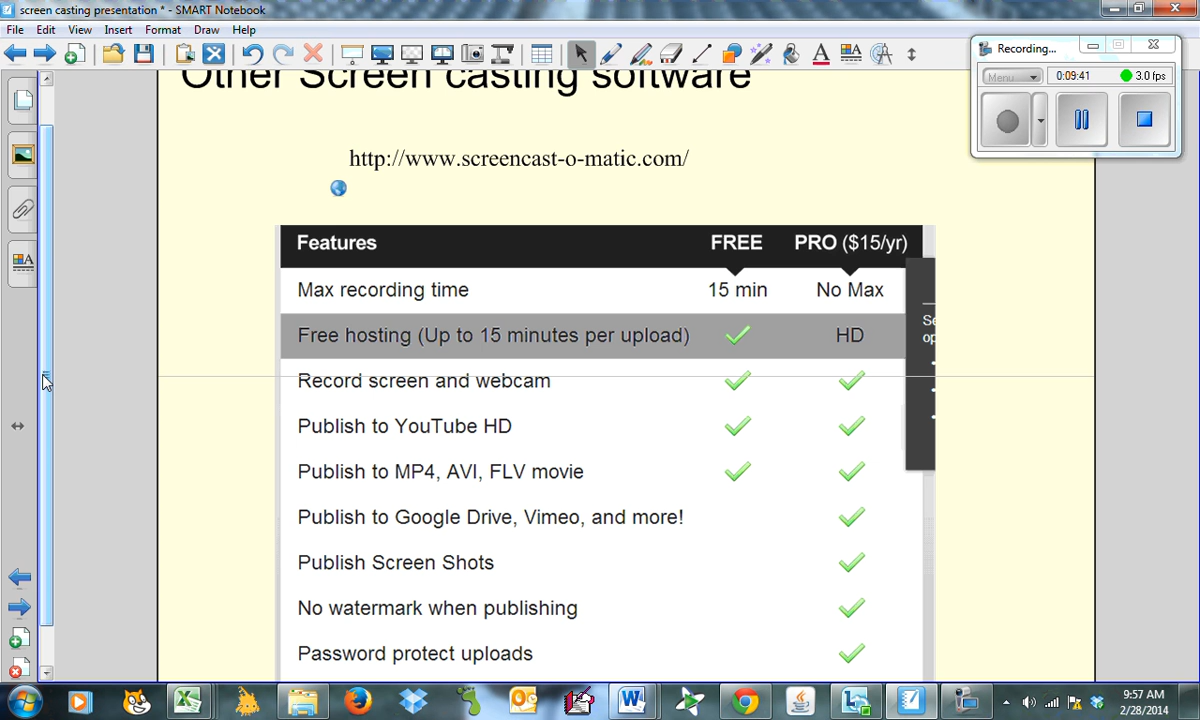 screen casting presentation * - SMART Notebook
File Edit View Insert Format Draw Help
Recording...
Menu 0:09:41 3.0 fps
Other Screen casting software
http://www.screencast-o-matic.com/
Features FREE PRO ($15/yr)
Max recording time 15 min No Max
Free hosting (Up to 15 minutes per upload) HD
Record screen and webcam
Publish to YouTube HD
Publish to MP4, AVI, FLV movie
Publish to Google Drive, Vimeo, and more!
Publish Screen Shots
No watermark when publishing
Password protect uploads
9:57 AM
2/28/2014